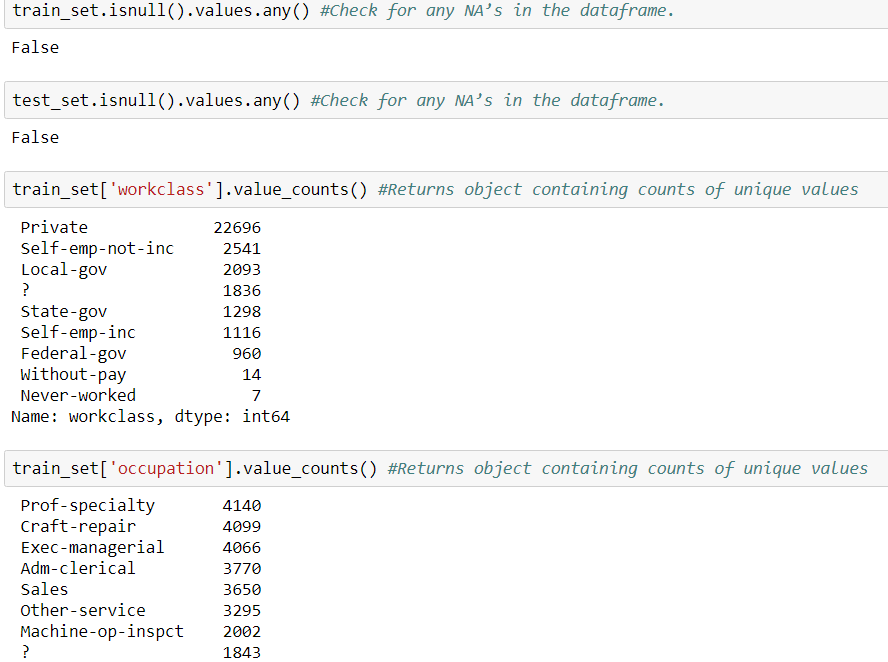 train_set.isnull().values.any() #Check for any NA’s in the dataframe.
False
test_set.isnull().values.any() #Check for any NA’s in the dataframe.
False
train_set['workclass'].value_counts() #Returns object containing counts of unique values
Private 22696
Self-emp-not-inc 2541
Local-gov 2093
? 1836
State-gov 1298
Self-emp-inc 1116
Federal-gov 960
Without-pay 14
Never-worked 7
Name: workclass, dtype: int64
train_set['occupation'].value_counts() #Returns object containing counts of unique values
Prof-specialty 4140
Craft-repair 4099
Exec-managerial 4066
Adm-clerical 3770
Sales 3650
Other-service 3295
Machine-op-inspct 2002
? 1843